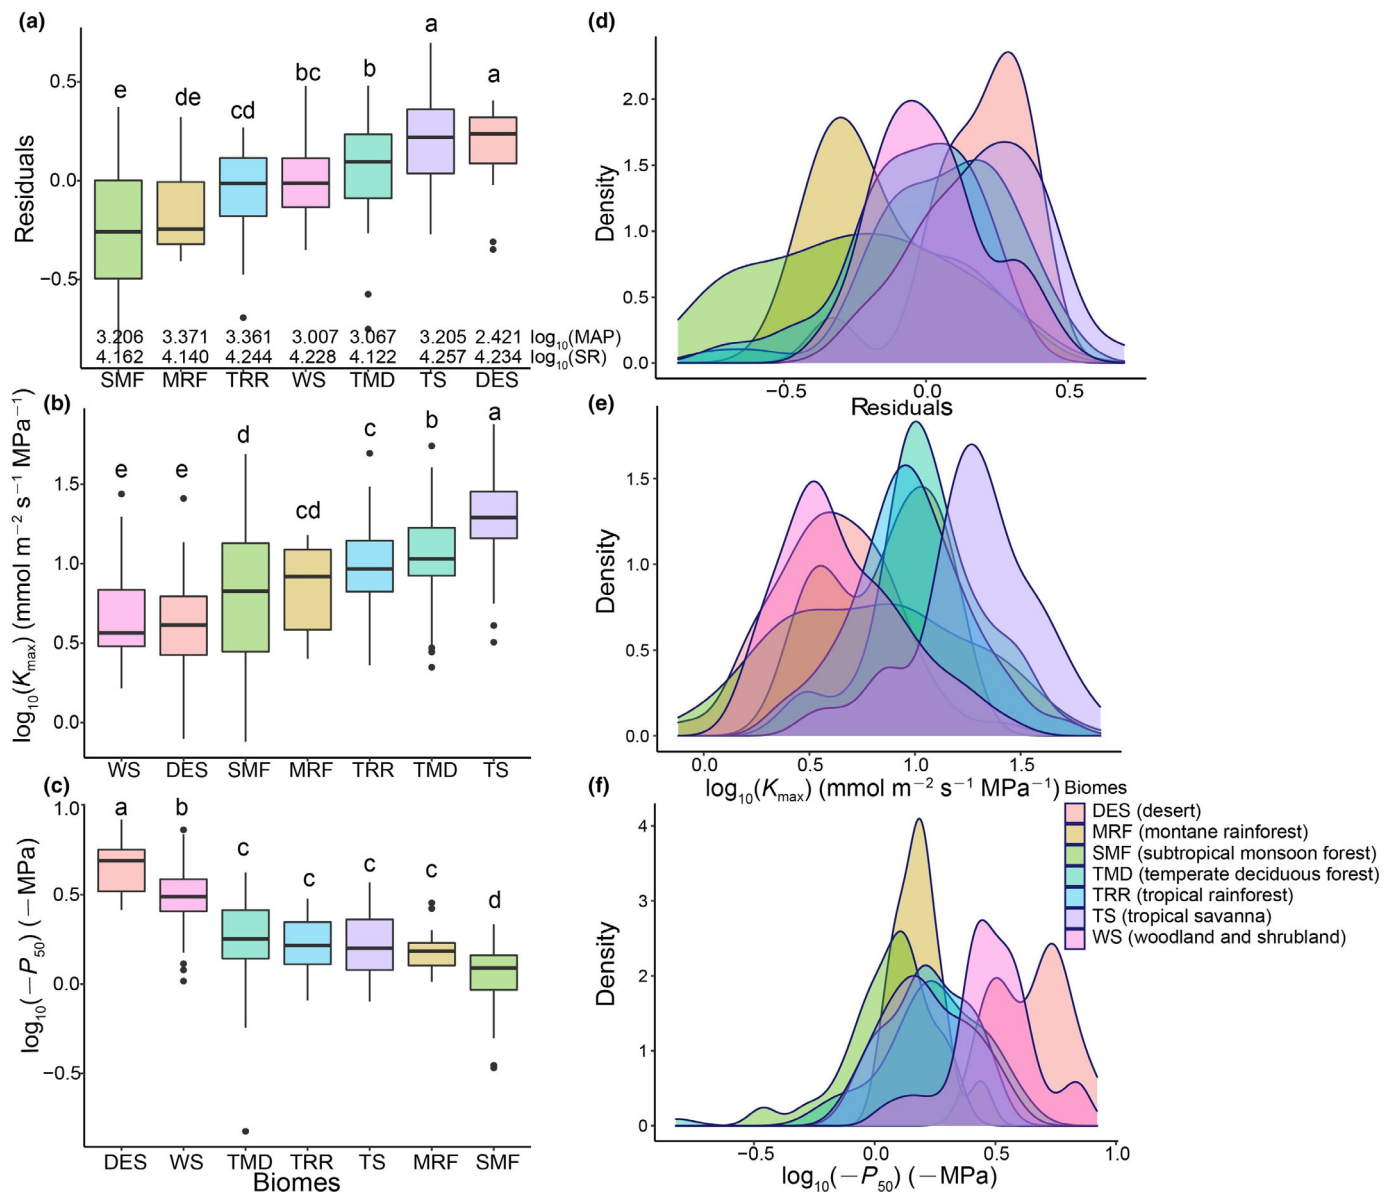 (a)
Residuals
0.5
0.0
−0.5
e
de
cd
bc
b
a
a
3.206 3.371 3.361 3.007 3.067 3.205 2.421 log10(MAP)
4.162 4.140 4.244 4.228 4.122 4.257 4.234 log10(SR)
SMF MRF TRR WS TMD TS DES
(d)
Density
2.0
1.5
1.0
0.5
0.0
−0.5 0.0 0.5
Residuals
(b)
log10(Kmax) (mmol m−2 s−1 MPa−1)
1.5
1.0
0.5
0.0
e
e
d
cd
c
b
a
WS DES SMF MRF TRR TMD TS
(e)
Density
1.5
1.0
0.5
0.0
0.0 0.5 1.0 1.5
log10(Kmax) (mmol m−2 s−1 MPa−1)
(c)
log10(−P50) (−MPa)
1.0
0.5
0.0
−0.5
a
b
c
c
c
c
d
DES WS TMD TRR TS MRF SMF
Biomes
(f)
Density
4
3
2
1
0
−0.5 0.0 0.5 1.0
log10(−P50) (−MPa)
Biomes
DES (desert)
MRF (montane rainforest)
SMF (subtropical monsoon forest)
TMD (temperate deciduous forest)
TRR (tropical rainforest)
TS (tropical savanna)
WS (woodland and shrubland)